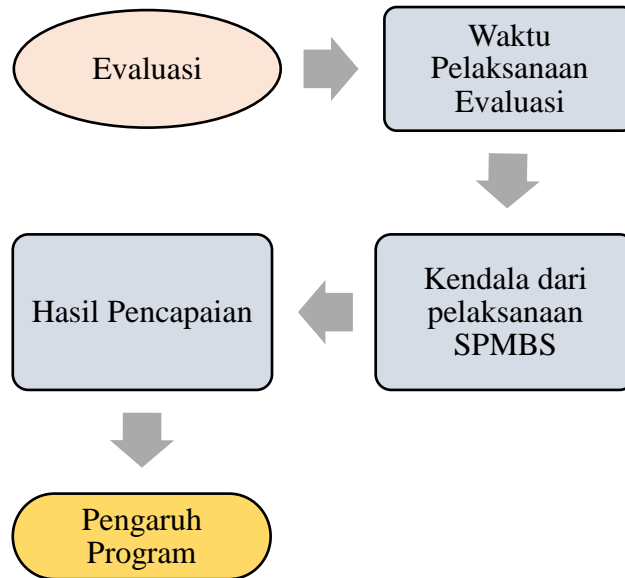 Evaluasi
Waktu
Pelaksanaan
Evaluasi
Kendala dari
pelaksanaan
SPMBS
Hasil Pencapaian
Pengaruh
Program